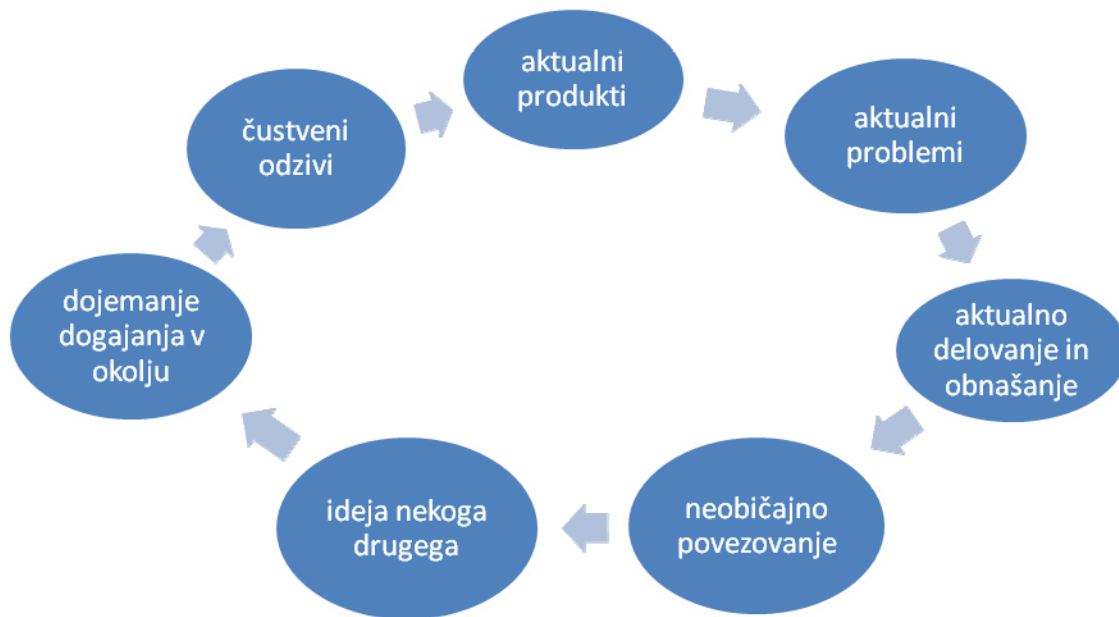 aktualni
produkti
aktualni
problemi
aktualno
delovanje in
obnašanje
neobičajno
povezovanje
ideja nekoga
drugega
dojemanje
dogajanja v
okolju
čustveni
odzivi